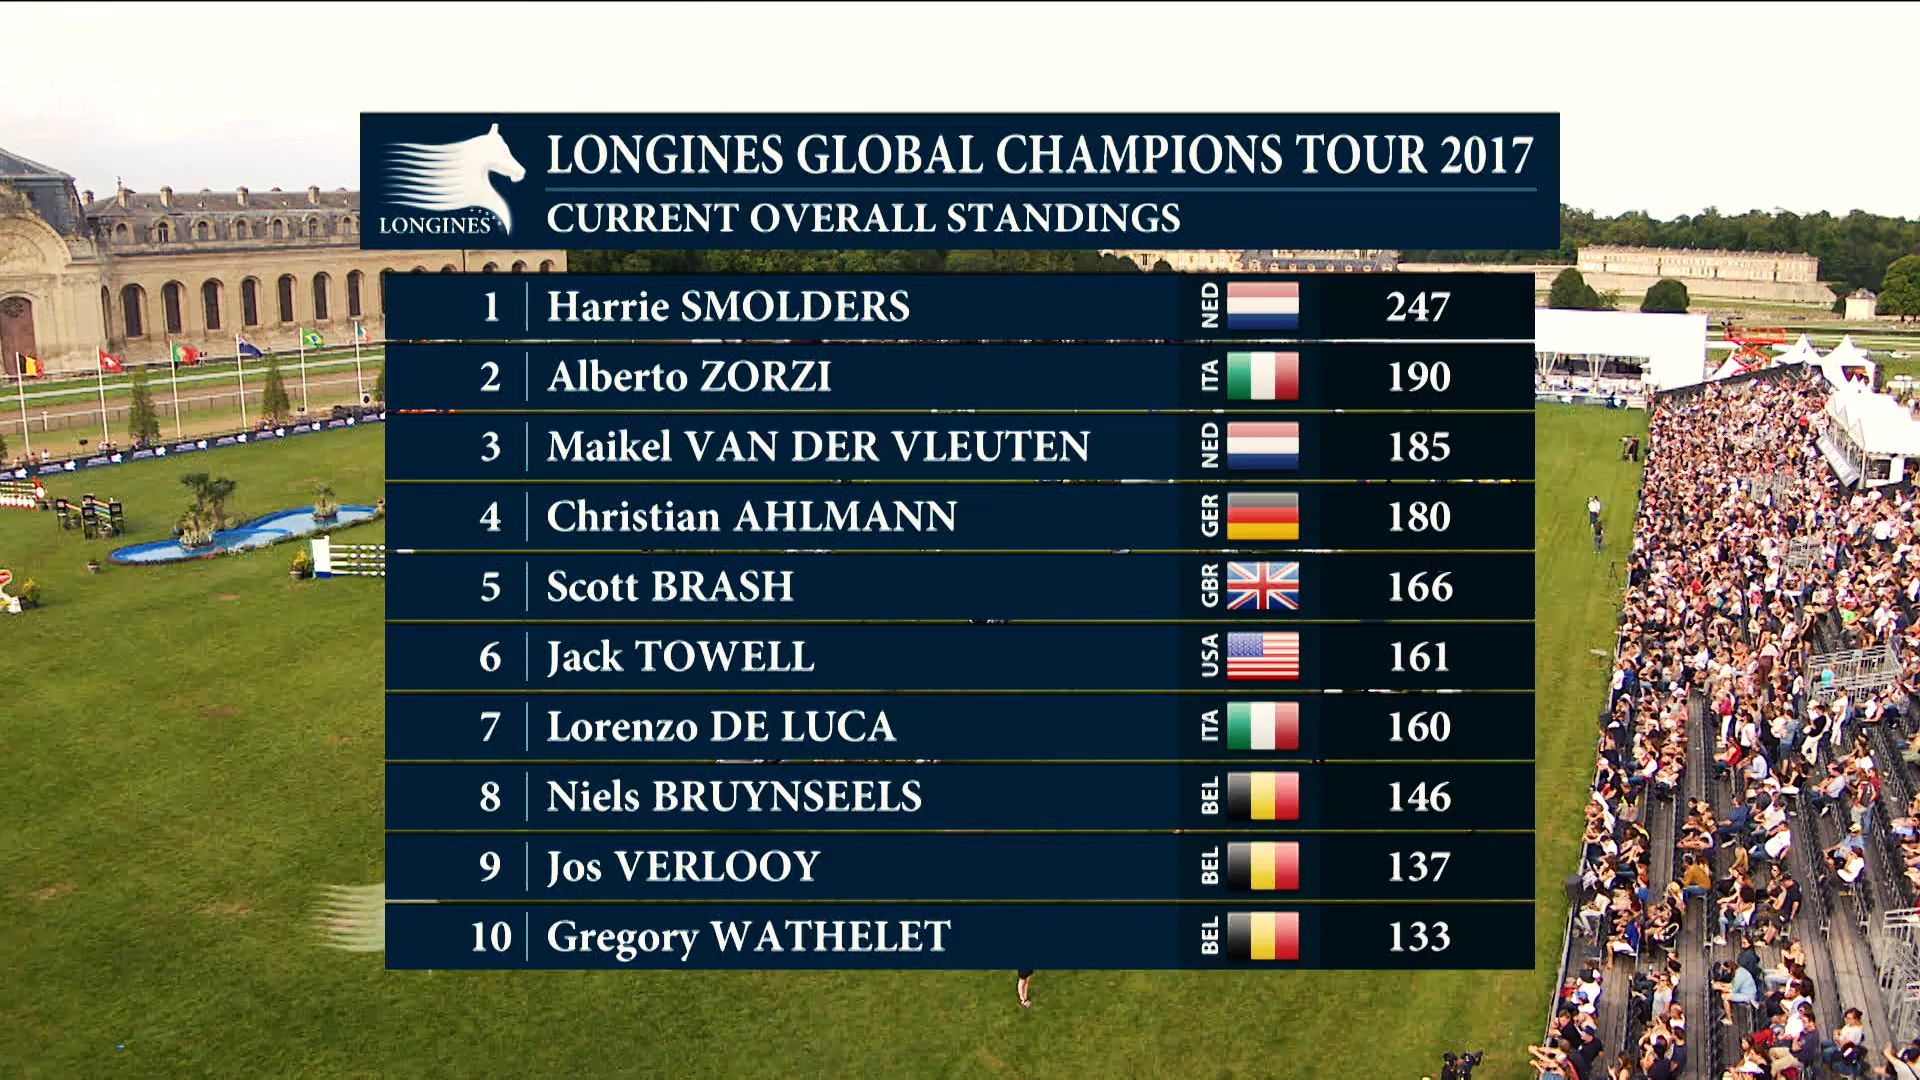 LONGINES
LONGINES GLOBAL CHAMPIONS TOUR 2017
CURRENT OVERALL STANDINGS
1 Harrie SMOLDERS NED 247
2 Alberto ZORZI ITA 190
3 Maikel VAN DER VLEUTEN NED 185
4 Christian AHLMANN GER 180
5 Scott BRASH GBR 166
6 Jack TOWELL USA 161
7 Lorenzo DE LUCA ITA 160
8 Niels BRUYNSEELS BEL 146
9 Jos VERLOOY BEL 137
10 Gregory WATHELET BEL 133